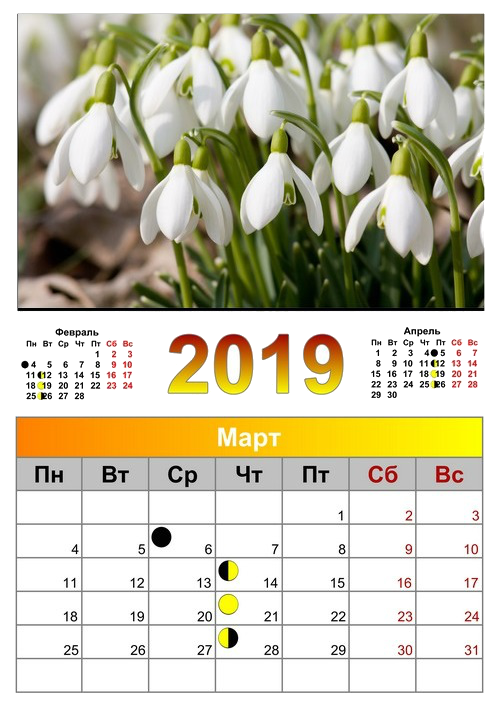 Февраль
Пн Вт Ср Чт Пт Сб Вс
1 2 3
4 5 6 7 8 9 10
11 12 13 14 15 16 17
18 19 20 21 22 23 24
25 26 27 28
2019
Апрель
Пн Вт Ср Чт Пт Сб Вс
1 2 3 4 5 6 7
8 9 10 11 12 13 14
15 16 17 18 19 20 21
22 23 24 25 26 27 28
29 30
Март
Пн Вт Ср Чт Пт Сб Вс
1 2 3
4 5 6 7 8 9 10
11 12 13 14 15 16 17
18 19 20 21 22 23 24
25 26 27 28 29 30 31